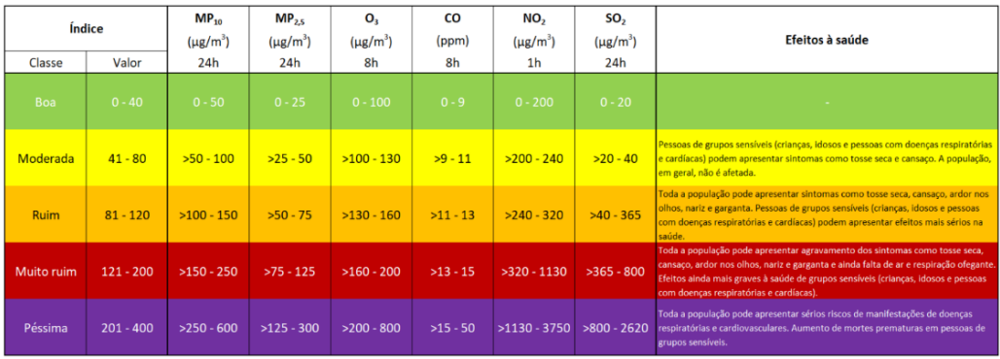 Índice MP10 MP2,5 O3 CO NO2 SO2 Efeitos à saúde
(µg/m³) (µg/m³) (µg/m³) (ppm) (µg/m³) (µg/m³)
Classe Valor 24h 24h 8h 8h 1h 24h
Boa 0 - 40 0 - 50 0 - 25 0 - 100 0 - 9 0 - 200 0 - 20 -
Moderada 41 - 80 >50 - 100 >25 - 50 >100 - 130 >9 - 11 >200 - 240 >20 - 40
Pessoas de grupos sensíveis (crianças, idosos e pessoas com doenças respiratórias
e cardíacas) podem apresentar sintomas como tosse seca e cansaço. A população,
em geral, não é afetada.
Ruim 81 - 120 >100 - 150 >50 - 75 >130 - 160 >11 - 13 >240 - 320 >40 - 365
Toda a população pode apresentar sintomas como tosse seca, cansaço, ardor nos
olhos, nariz e garganta. Pessoas de grupos sensíveis (crianças, idosos e pessoas
com doenças respiratórias e cardíacas) podem apresentar efeitos mais sérios na
saúde.
Muito ruim 121 - 200 >150 - 250 >75 - 125 >160 - 200 >13 - 15 >320 - 1130 >365 - 800
Toda a população pode apresentar agravamento dos sintomas como tosse seca,
cansaço, ardor nos olhos, nariz e garganta e ainda falta de ar e respiração ofegante.
Efeitos ainda mais graves à saúde de grupos sensíveis (crianças, idosos e pessoas
com doenças respiratórias e cardíacas).
Péssima 201 - 400 >250 - 600 >125 - 300 >200 - 800 >15 - 50 >1130 - 3750 >800 - 2620
Toda a população pode apresentar sérios riscos de manifestações de doenças
respiratórias e cardiovasculares. Aumento de mortes prematuras em pessoas de
grupos sensíveis.